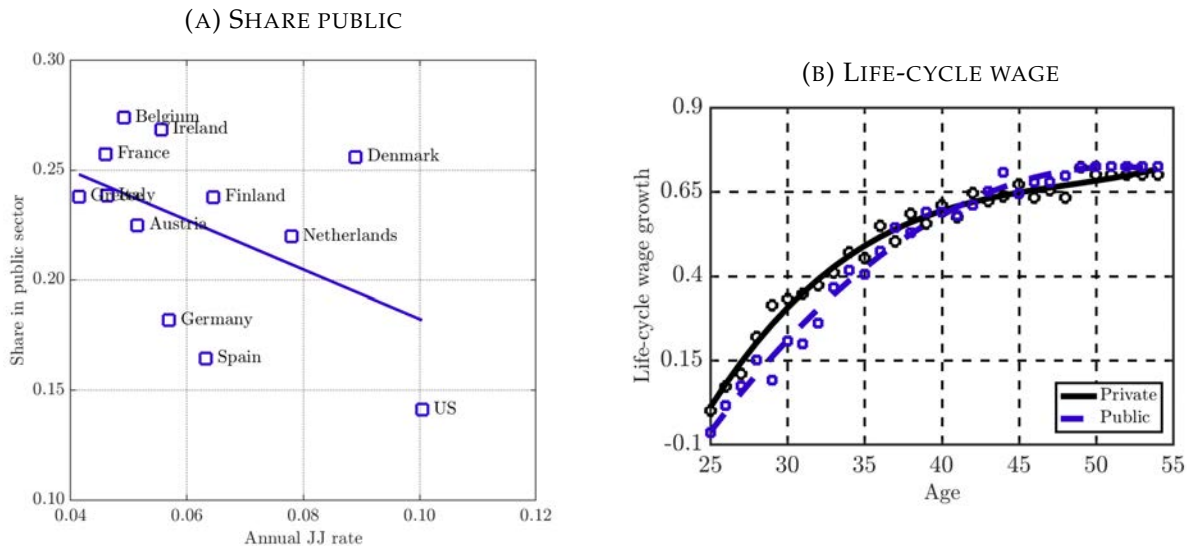 (A) SHARE PUBLIC
0.30
0.25
0.20
0.15
0.10
Share in public sector
Belgium
Ireland
France
Denmark
Italy
Finland
Austria
Netherlands
Germany
Spain
US
0.04 0.06 0.08 0.10 0.12
Annual JJ rate
(B) LIFE-CYCLE WAGE
0.9
0.65
0.4
0.15
-0.1
Life-cycle wage growth
Private
Public
25 30 35 40 45 50 55
Age